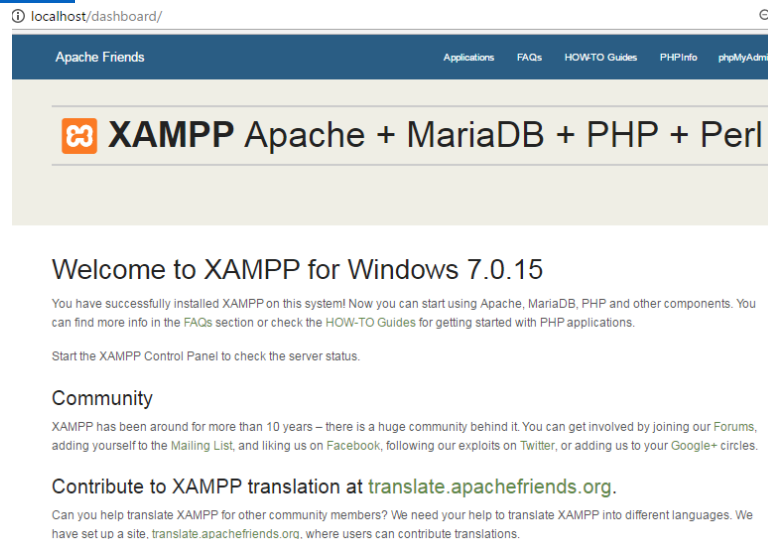 localhost/dashboard/
Apache Friends Applications FAQs HOW-TO Guides PHPInfo phpMyAdmi
XAMPP Apache + MariaDB + PHP + Perl
Welcome to XAMPP for Windows 7.0.15
You have successfully installed XAMPP on this system! Now you can start using Apache, MariaDB, PHP and other components. You
can find more info in the FAQs section or check the HOW-TO Guides for getting started with PHP applications.
Start the XAMPP Control Panel to check the server status.
Community
XAMPP has been around for more than 10 years – there is a huge community behind it. You can get involved by joining our Forums,
adding yourself to the Mailing List, and liking us on Facebook, following our exploits on Twitter, or adding us to your Google+ circles.
Contribute to XAMPP translation at translate.apachefriends.org.
Can you help translate XAMPP for other community members? We need your help to translate XAMPP into different languages. We
have set up a site, translate.apachefriends.org, where users can contribute translations.